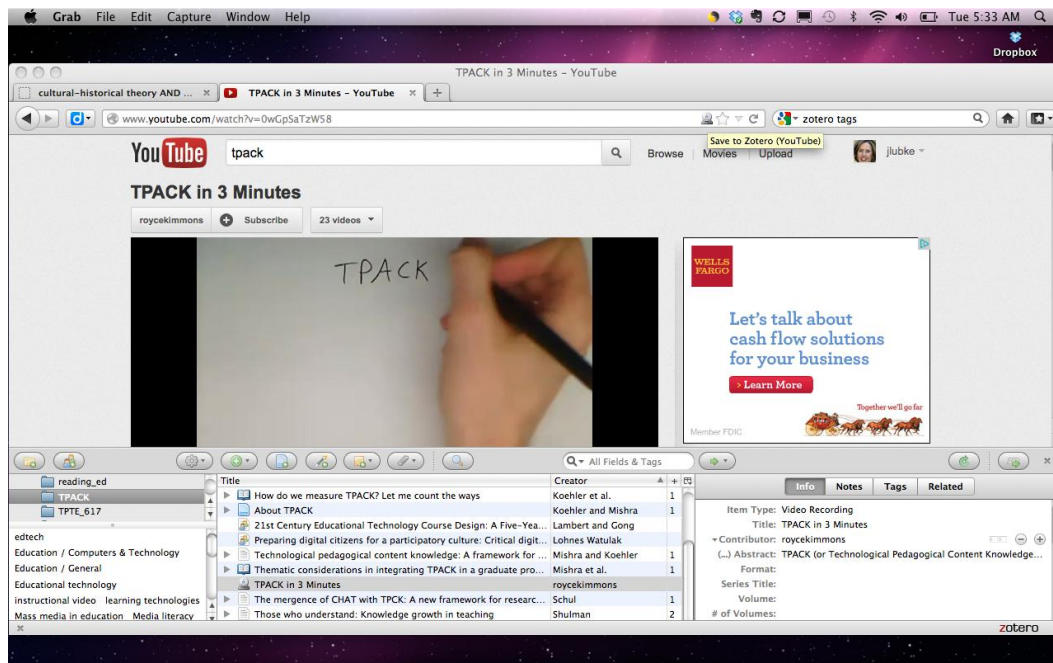 Grab File Edit Capture Window Help Tue 5:33 AM
Dropbox
TPACK in 3 Minutes – YouTube
cultural-historical theory AND ... TPACK in 3 Minutes – YouTube
www.youtube.com/watch?v=0wGpSaTzW58 zotero tags
Save to Zotero (YouTube)
YouTube tpack Browse Movies Upload jlubke
TPACK in 3 Minutes
roycekimmons Subscribe 23 videos
TPACK
WELLS
FARGO
Let's talk about
cash flow solutions
for your business
> Learn More
Together we'll go far
Member FDIC
All Fields & Tags
reading_ed
TPACK
TPTE_617
edtech
Education / Computers & Technology
Education / General
Educational technology
instructional video learning technologies
Mass media in education Media literacy
Title Creator
How do we measure TPACK? Let me count the ways Koehler et al. 1
About TPACK Koehler and Mishra 1
21st Century Educational Technology Course Design: A Five-Yea... Lambert and Gong
Preparing digital citizens for a participatory culture: Critical digit... Lohnes Watulak
Technological pedagogical content knowledge: A framework for ... Mishra and Koehler 1
Thematic considerations in integrating TPACK in a graduate pro... Mishra et al. 1
TPACK in 3 Minutes roycekimmons
The mergence of CHAT with TPCK: A new framework for researc... Schul 1
Those who understand: Knowledge growth in teaching Shulman 2
Info Notes Tags Related
Item Type: Video Recording
Title: TPACK in 3 Minutes
Contributor: roycekimmons
(...) Abstract: TPACK (or Technological Pedagogical Content Knowledge...
Format:
Series Title:
Volume:
# of Volumes:
zotero